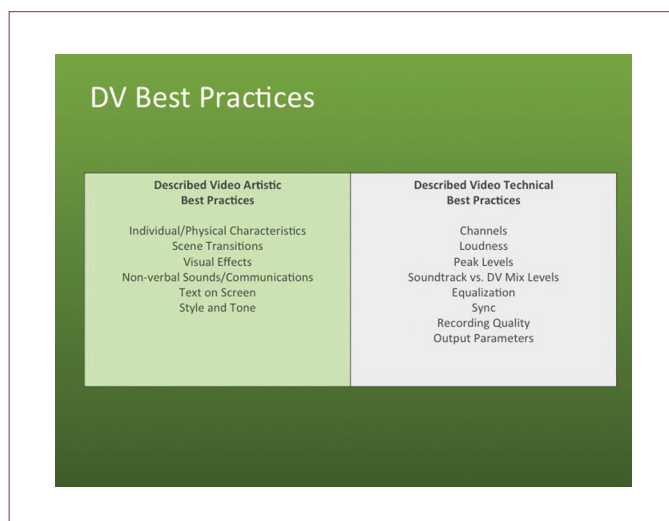 DV Best Practices
Described Video Artistic
Best Practices
Individual/Physical Characteristics
Scene Transitions
Visual Effects
Non-verbal Sounds/Communications
Text on Screen
Style and Tone
Described Video Technical
Best Practices
Channels
Loudness
Peak Levels
Soundtrack vs. DV Mix Levels
Equalization
Sync
Recording Quality
Output Parameters